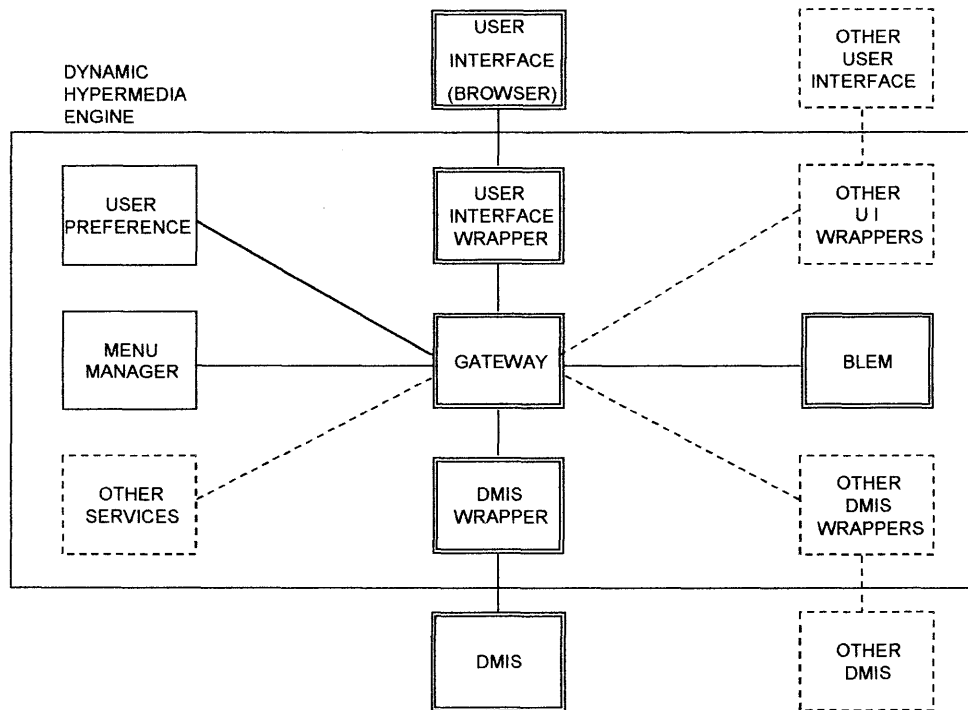 USER
INTERFACE
(BROWSER)
OTHER
USER
INTERFACE
DYNAMIC
HYPERMEDIA
ENGINE
USER
PREFERENCE
USER
INTERFACE
WRAPPER
OTHER
U I
WRAPPERS
MENU
MANAGER
GATEWAY
BLEM
OTHER
SERVICES
DMIS
WRAPPER
OTHER
DMIS
WRAPPERS
DMIS
OTHER
DMIS